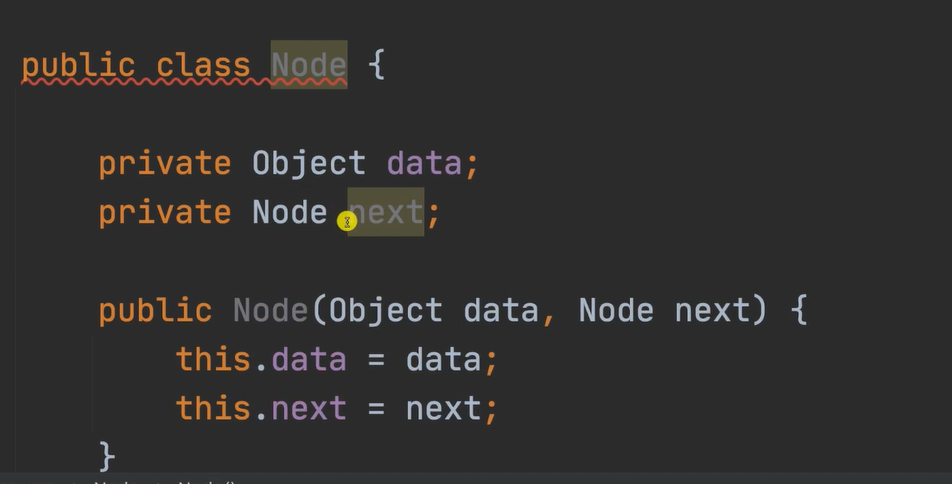 public class Node {
private Object data;
private Node next;
public Node(Object data, Node next) {
this.data = data;
this.next = next;
}